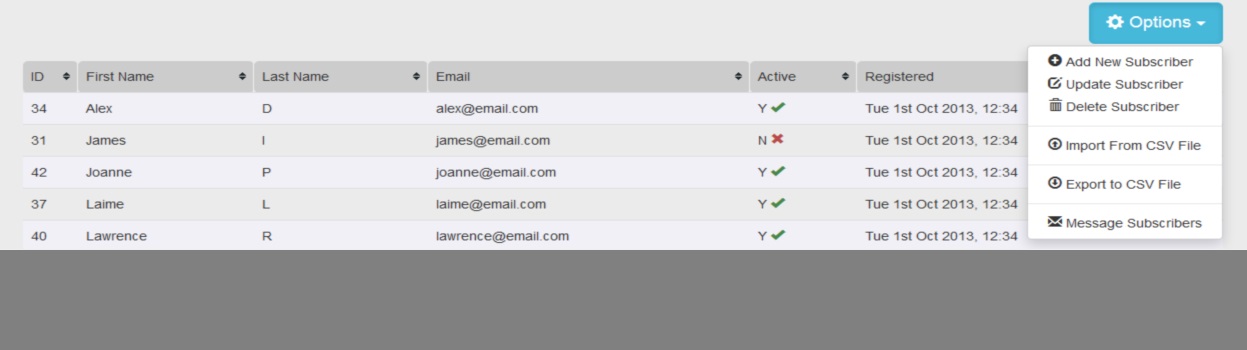 Options
ID First Name Last Name Email Active Registered
34 Alex D alex@email.com Y Tue 1st Oct 2013, 12:34
31 James I james@email.com N Tue 1st Oct 2013, 12:34
42 Joanne P joanne@email.com Y Tue 1st Oct 2013, 12:34
37 Laime L laime@email.com Y Tue 1st Oct 2013, 12:34
40 Lawrence R lawrence@email.com Y Tue 1st Oct 2013, 12:34
Add New Subscriber
Update Subscriber
Delete Subscriber
Import From CSV File
Export to CSV File
Message Subscribers